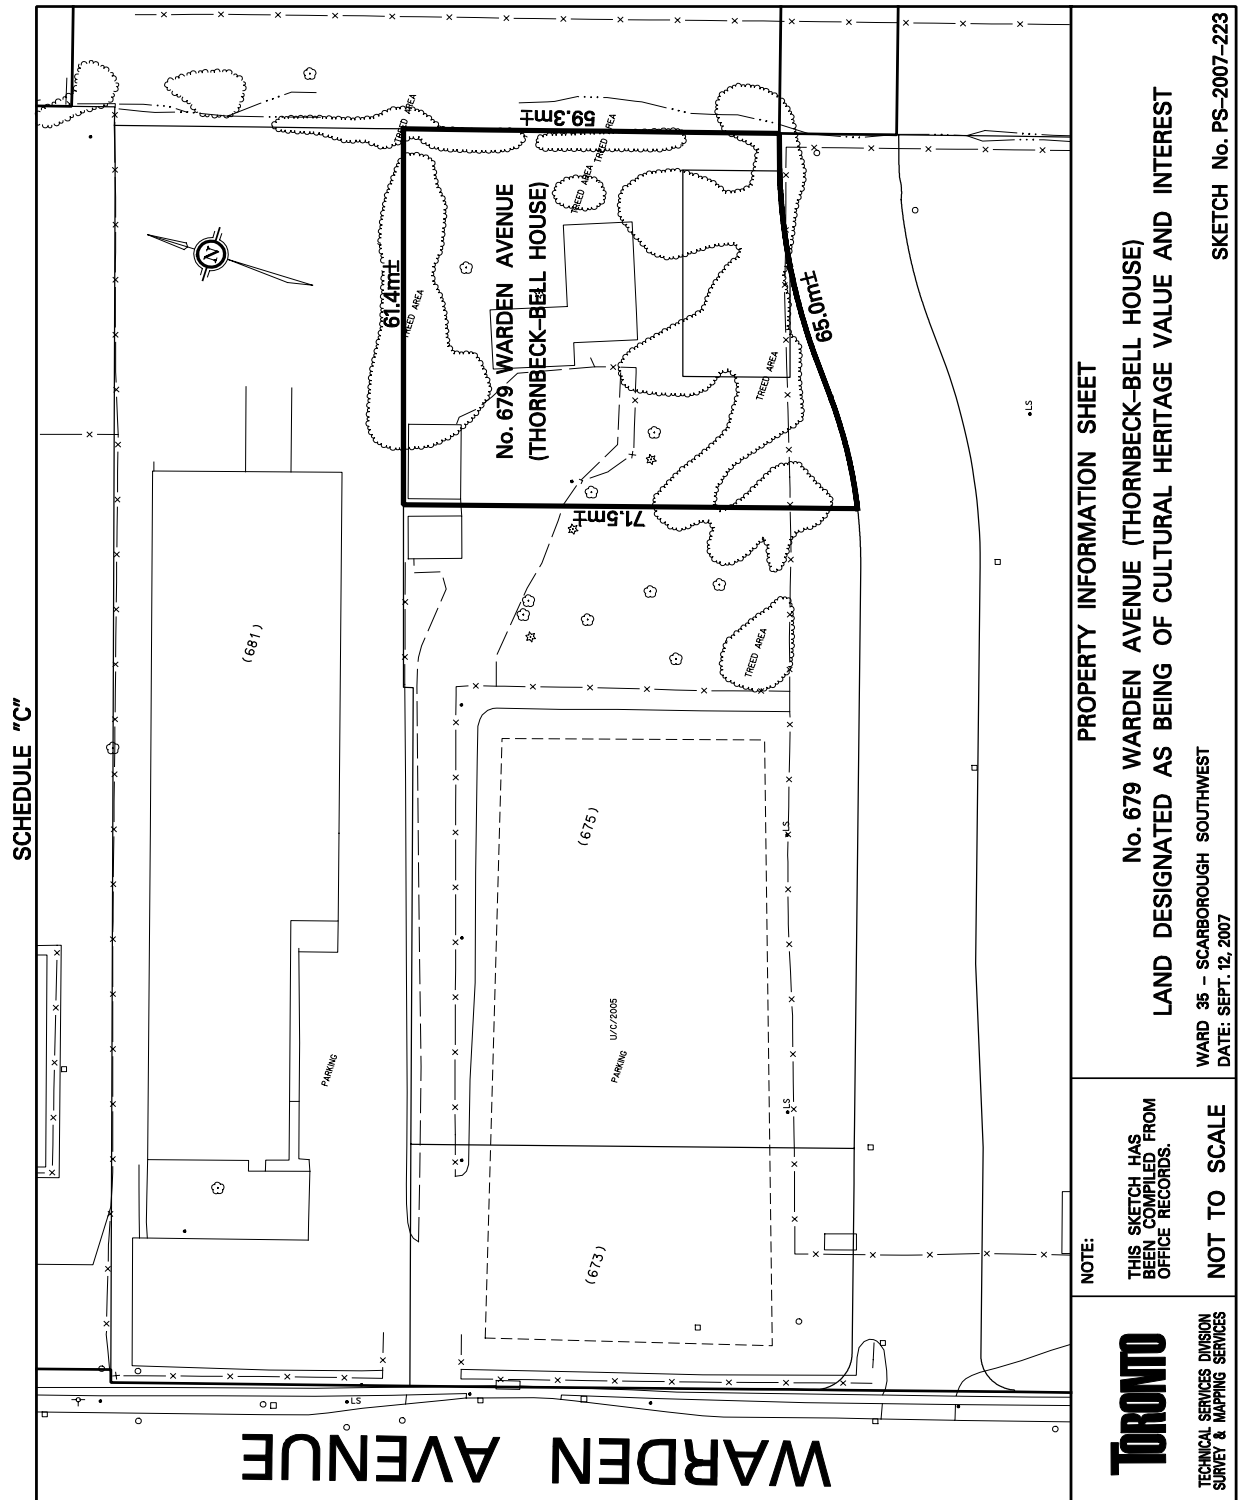 SCHEDULE "C"
59.3m±
TREED AREA
TREED AREA
TREED AREA
No. 679 WARDEN AVENUE
(THORNBECK–BELL HOUSE)
61.4m±
TREED AREA
65.0m±
TREED AREA
71.5m±
TREED AREA
N
(681)
(675)
U/C/2005
PARKING
PARKING
(673)
LS
LS
LS
LS
WARDEN AVENUE
PROPERTY INFORMATION SHEET
No. 679 WARDEN AVENUE (THORNBECK–BELL HOUSE)
LAND DESIGNATED AS BEING OF CULTURAL HERITAGE VALUE AND INTEREST
WARD 35 – SCARBOROUGH SOUTHWEST
DATE: SEPT. 12, 2007
SKETCH No. PS–2007–223
NOTE:
THIS SKETCH HAS
BEEN COMPILED FROM
OFFICE RECORDS.
NOT TO SCALE
TORONTO
TECHNICAL SERVICES DIVISION
SURVEY & MAPPING SERVICES